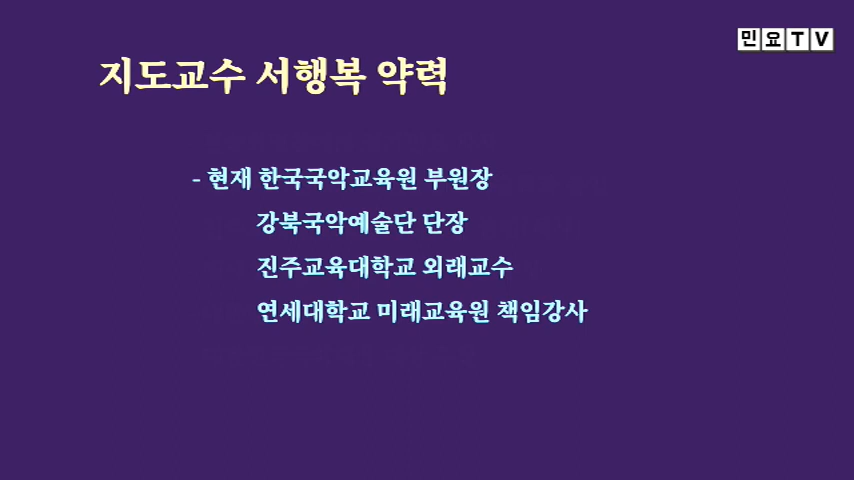 민요TV
지도교수 서행복 약력
- 현재 한국국악교육원 부원장
강북국악예술단 단장
진주교육대학교 외래교수
연세대학교 미래교육원 책임강사